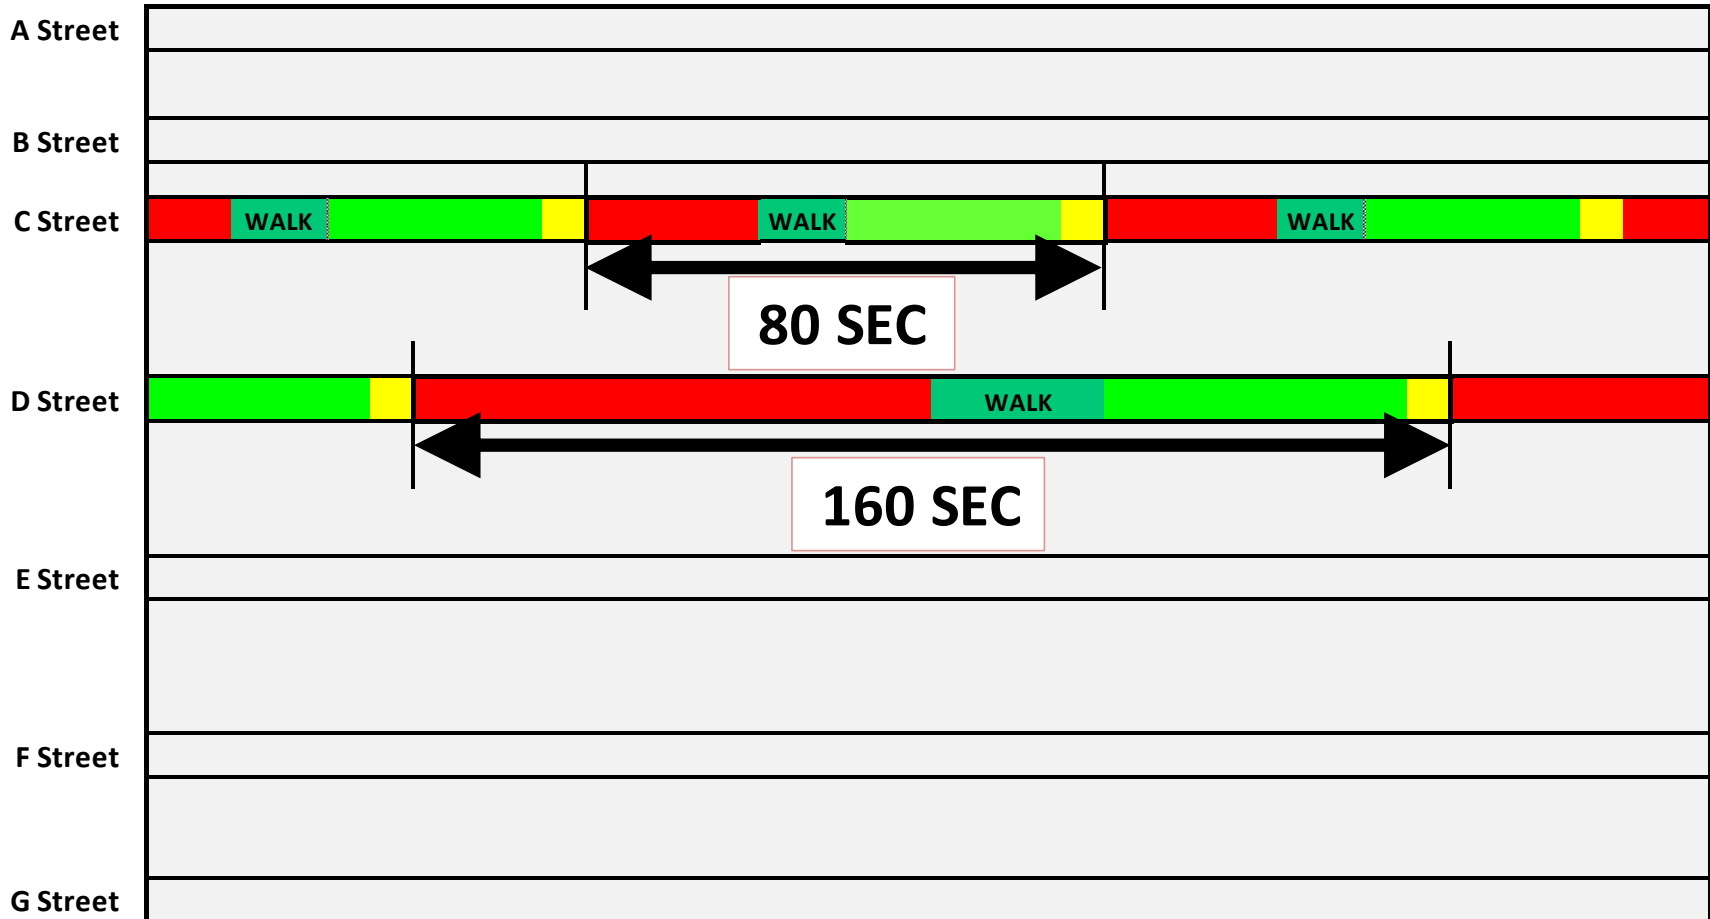 A Street
B Street
C Street
WALK WALK WALK
80 SEC
D Street
WALK
160 SEC
E Street
F Street
G Street